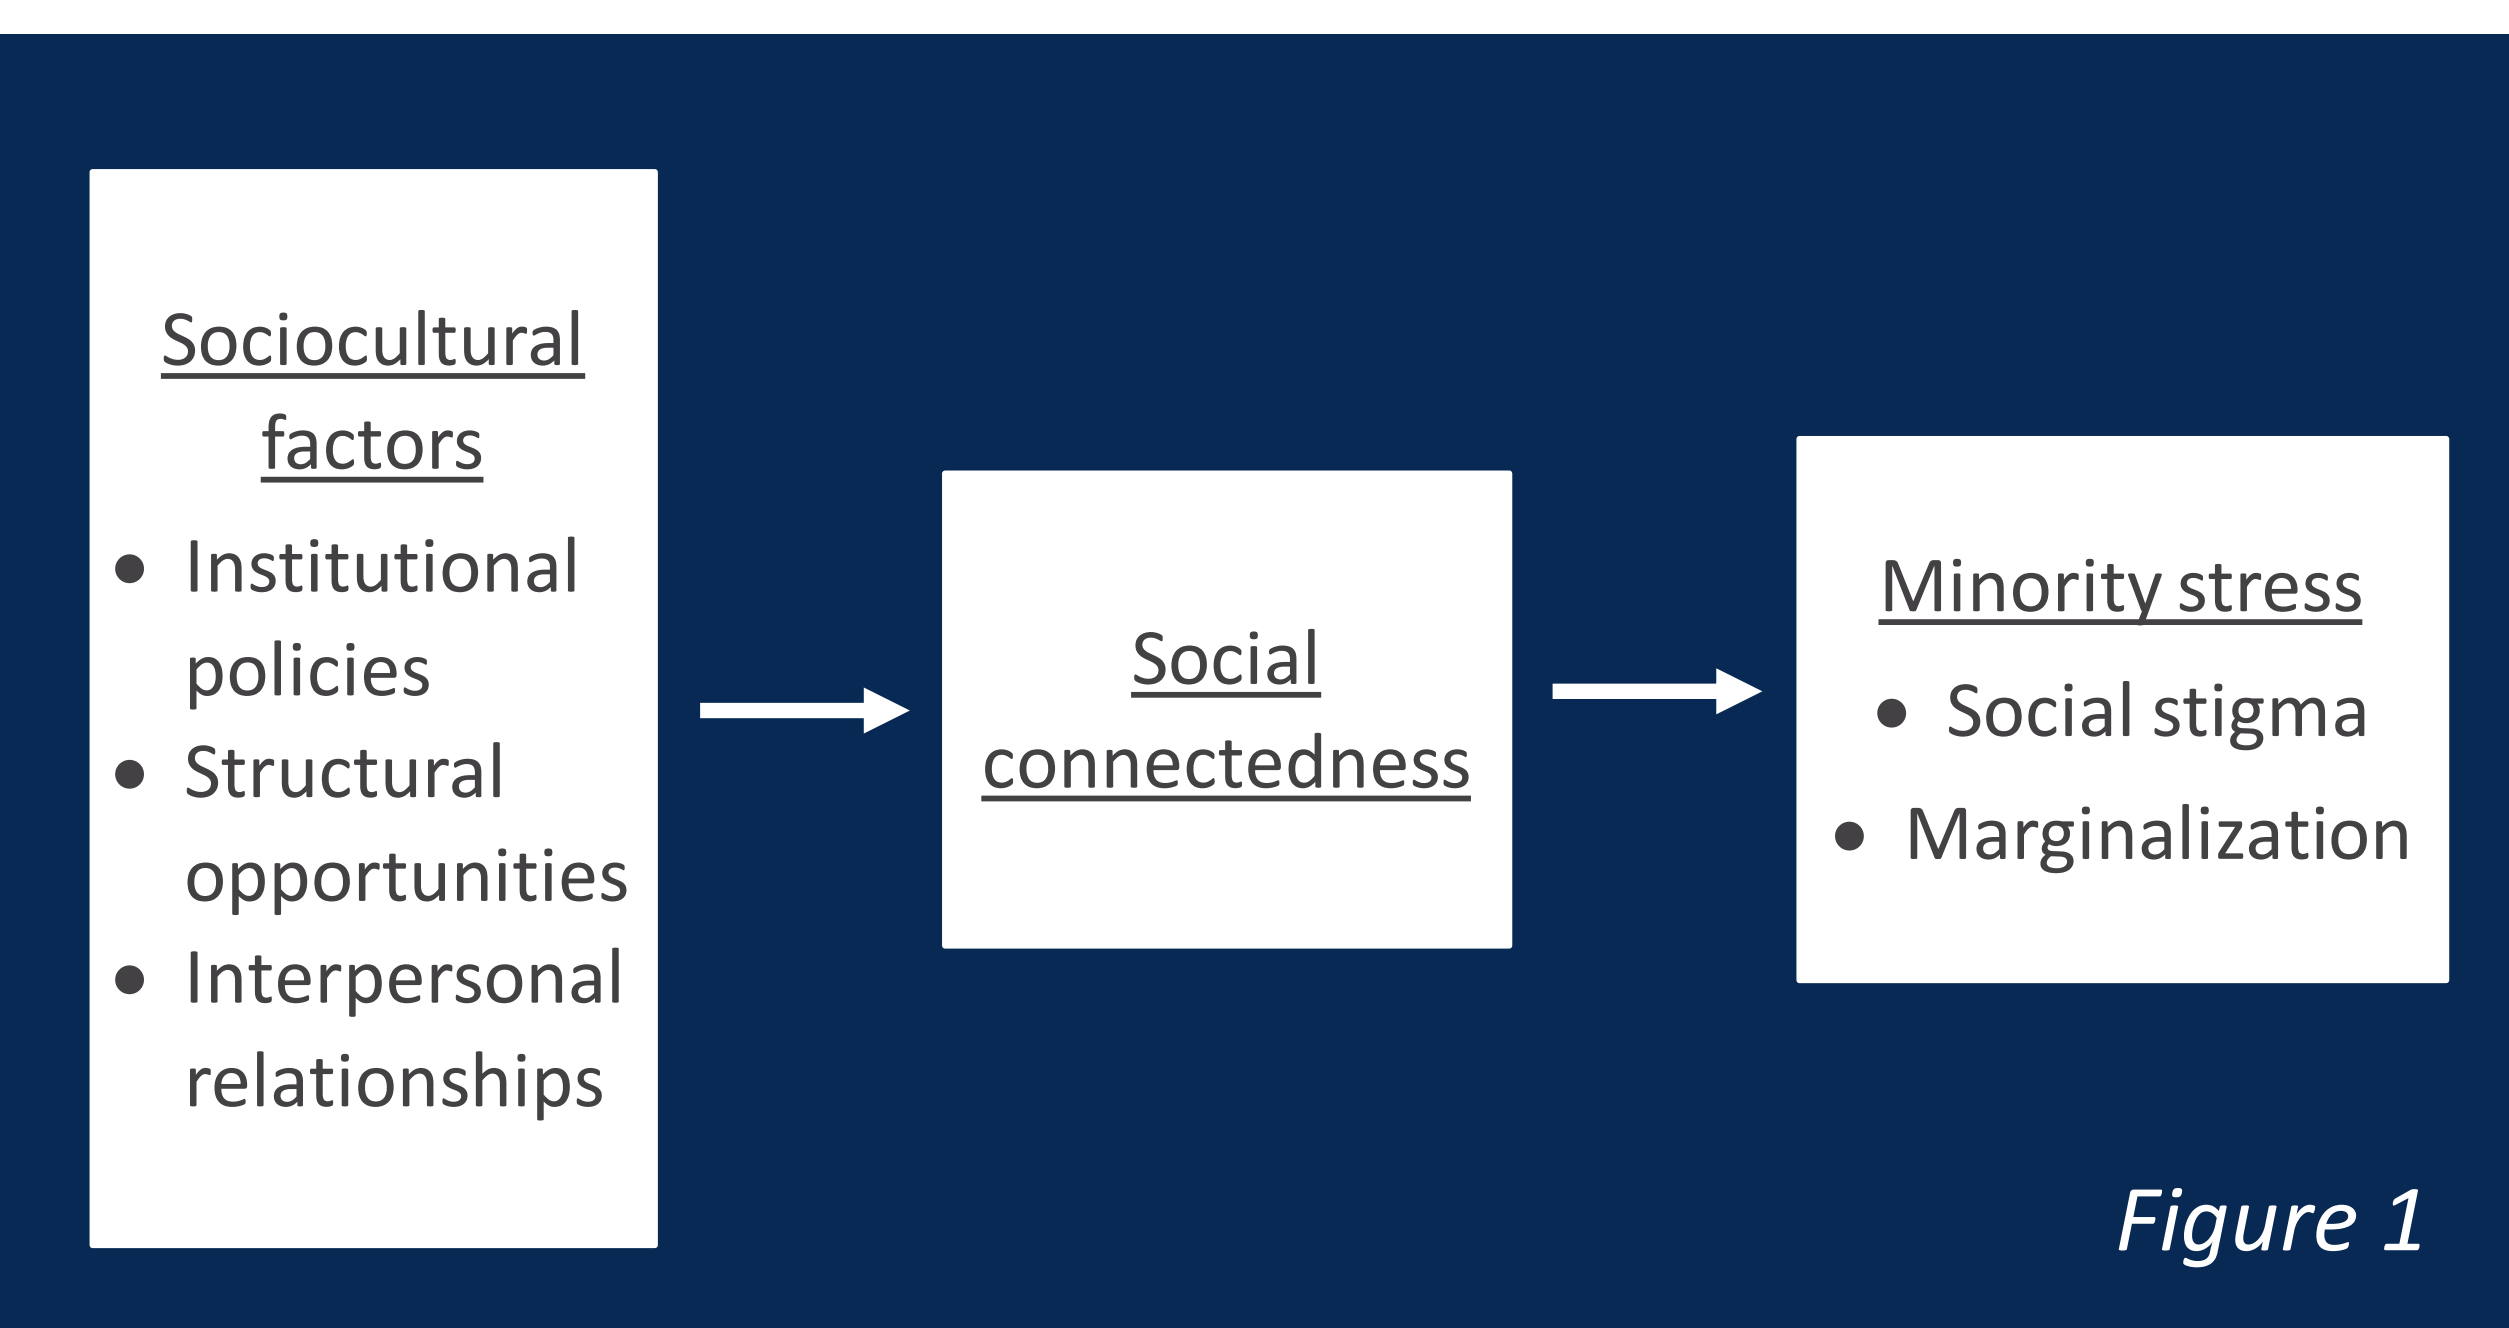 Sociocultural
factors
● Institutional
policies
● Structural
opportunities
● Interpersonal
relationships
Social
connectedness
Minority stress
● Social stigma
● Marginalization
Figure 1